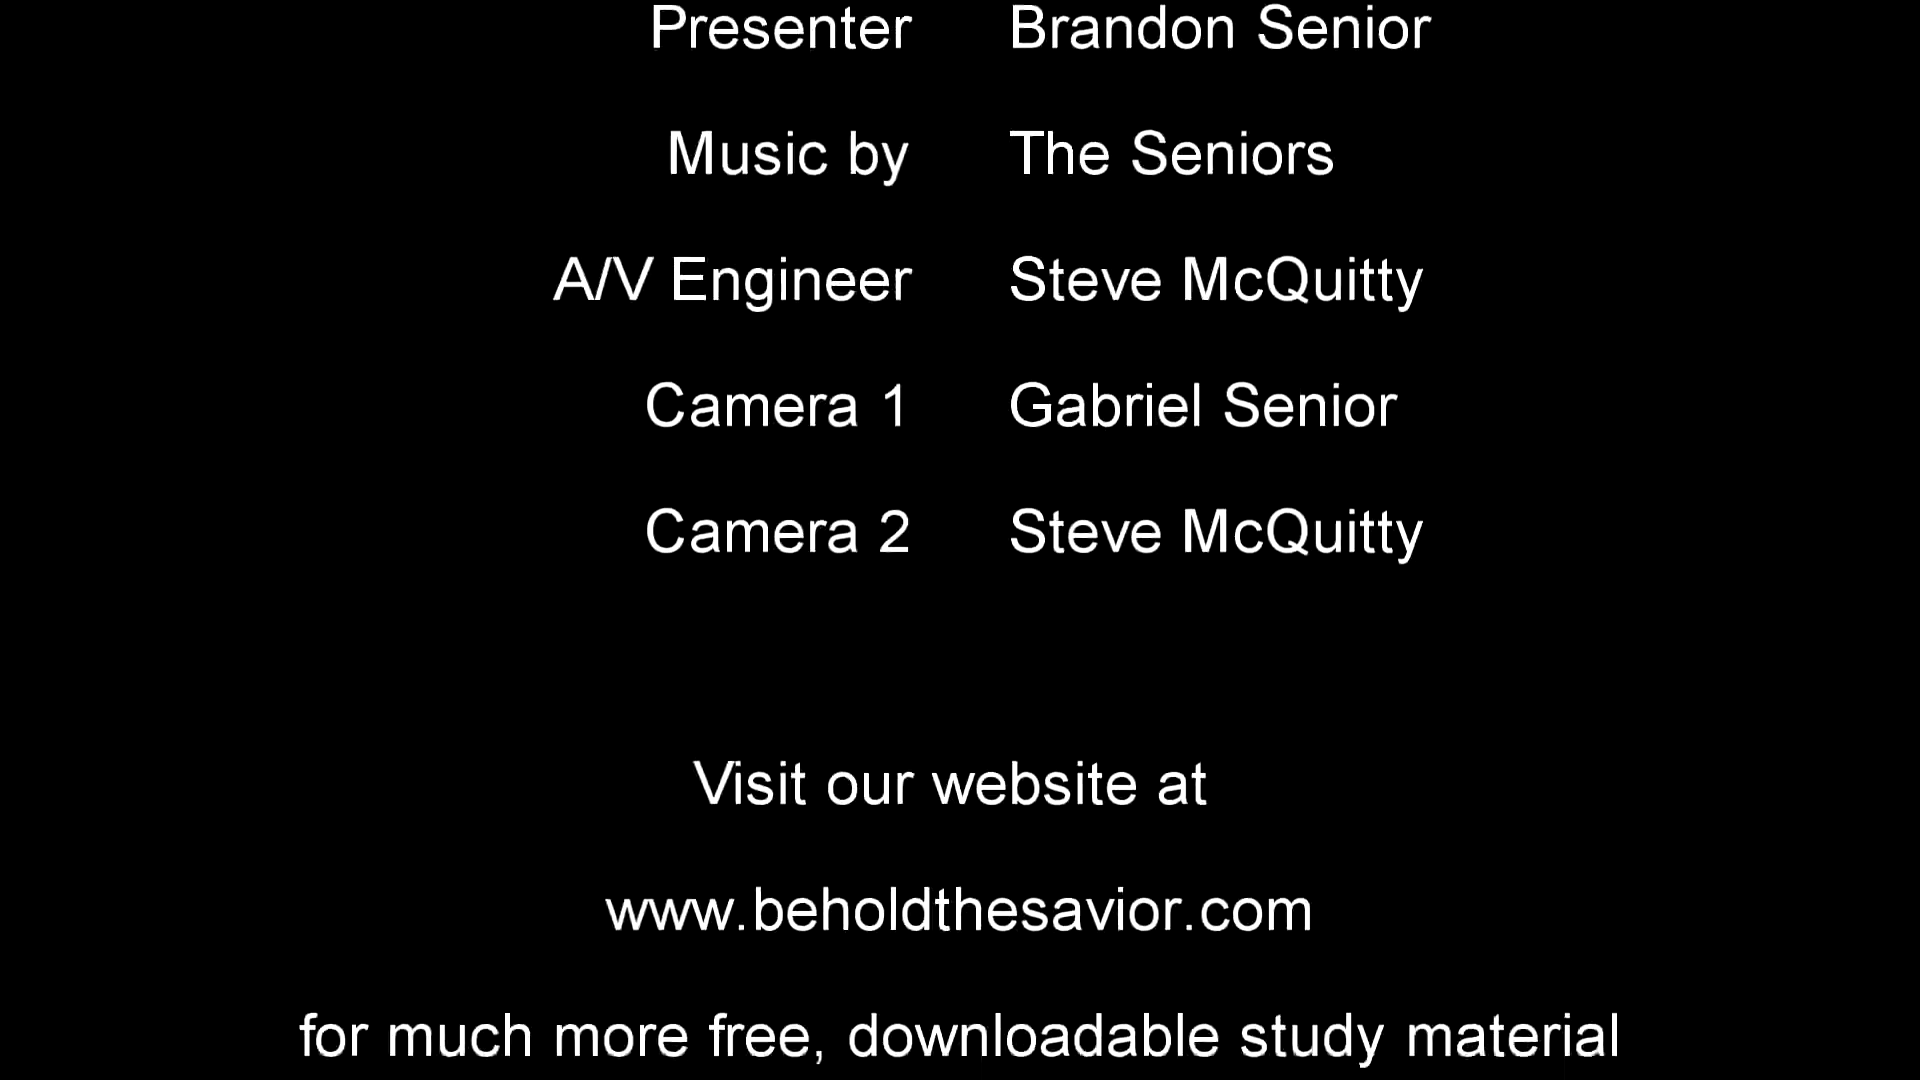 Presenter Brandon Senior
Music by The Seniors
A/V Engineer Steve McQuitty
Camera 1 Gabriel Senior
Camera 2 Steve McQuitty
Visit our website at
www.beholdthesavior.com
for much more free, downloadable study material